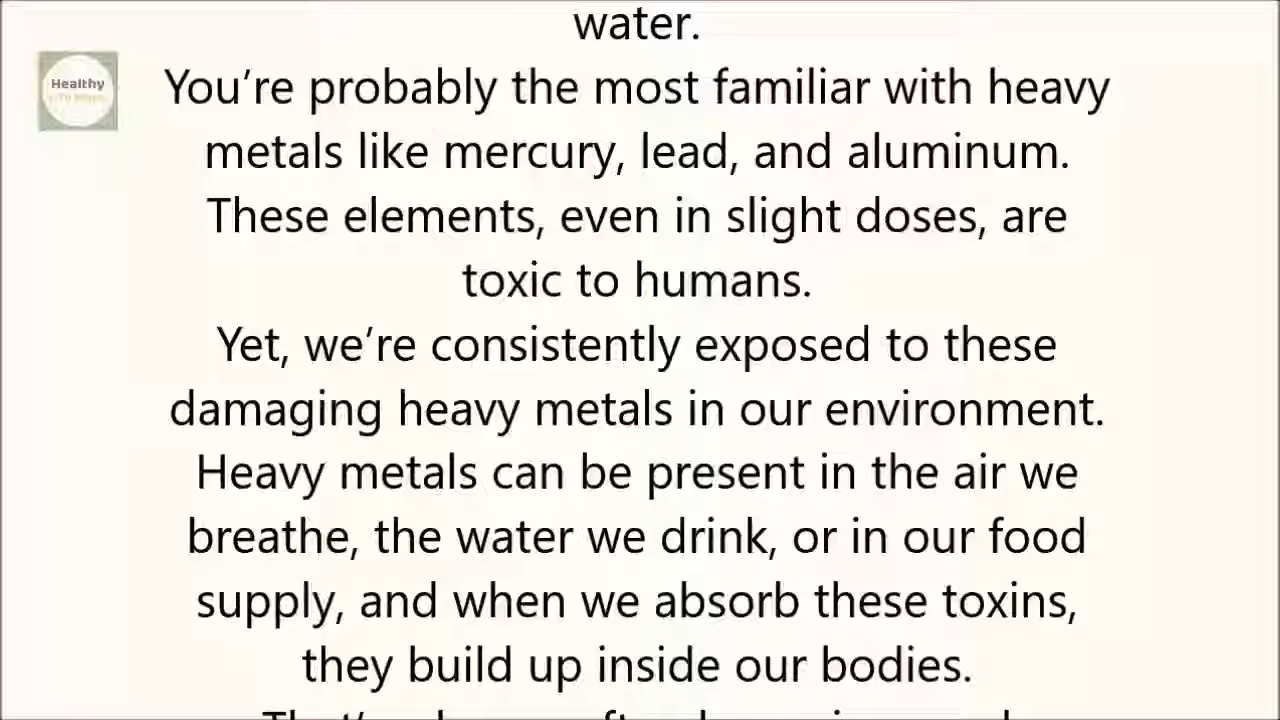 water.
Healthy
You're probably the most familiar with heavy
metals like mercury, lead, and aluminum.
These elements, even in slight doses, are
toxic to humans.
Yet, we're consistently exposed to these
damaging heavy metals in our environment.
Heavy metals can be present in the air we
breathe, the water we drink, or in our food
supply, and when we absorb these toxins,
they build up inside our bodies.